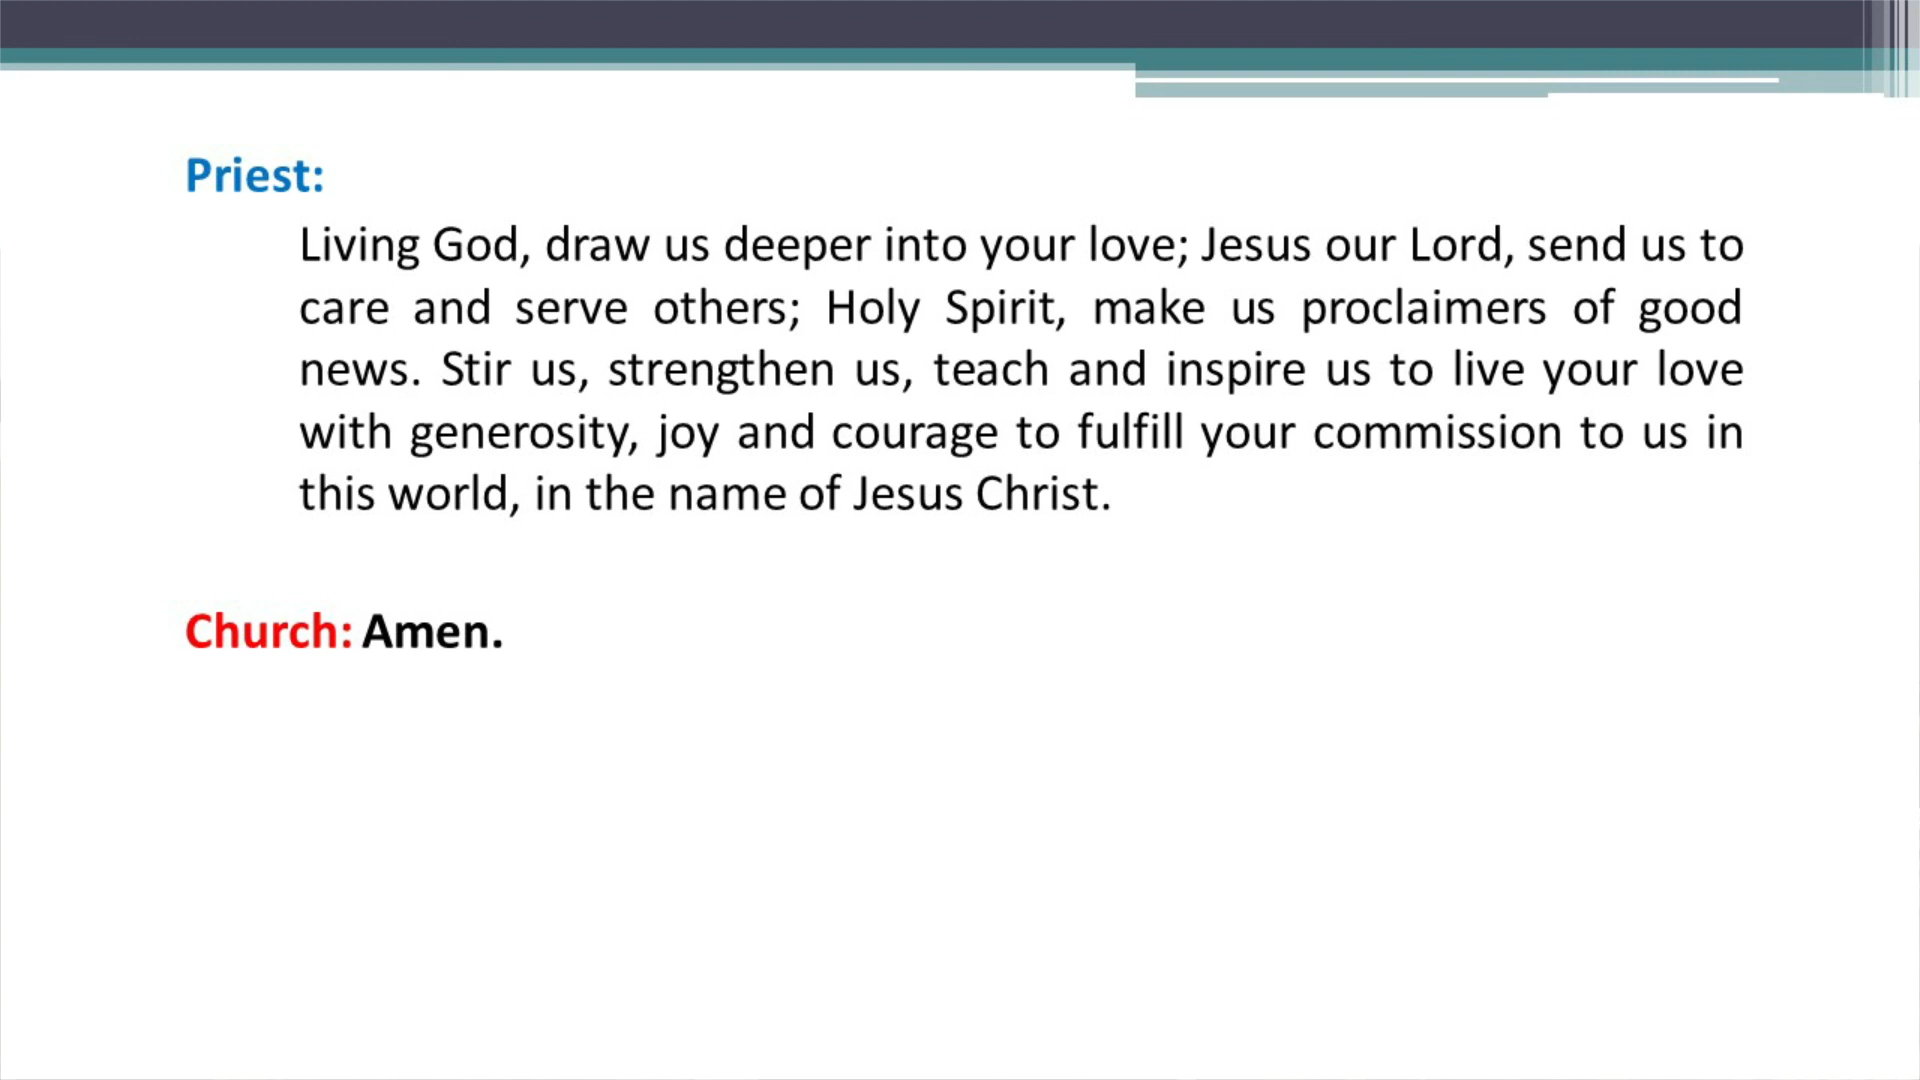 Priest:
Living God, draw us deeper into your love; Jesus our Lord, send us to
care and serve others; Holy Spirit, make us proclaimers of good
news. Stir us, strengthen us, teach and inspire us to live your love
with generosity, joy and courage to fulfill your commission to us in
this world, in the name of Jesus Christ.
Church: Amen.